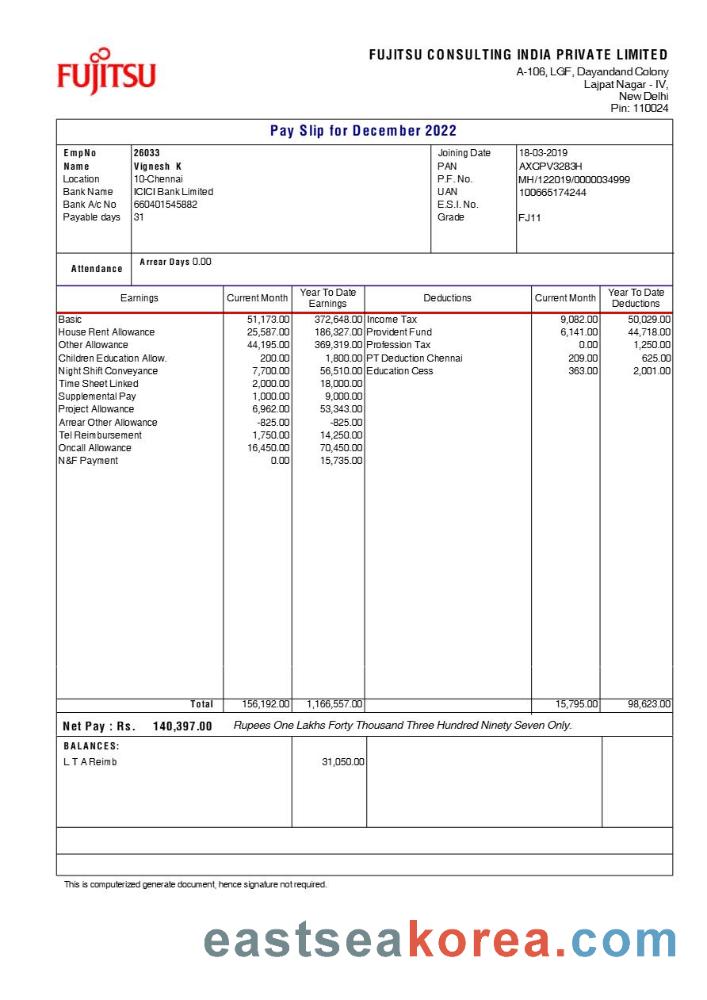 FUJITSU
FUJITSU CONSULTING INDIA PRIVATE LIMITED
A-106, LGF, Dayandand Colony
Lajpat Nagar - IV,
New Delhi
Pin: 110024
Pay Slip for December 2022
EmpNo 26033 Joining Date 18-03-2019
Name Vignesh K PAN AXCPV3283H
Location 10-Chennai P.F. No. MH/122019/0000034999
Bank Name ICICI Bank Limited UAN 100665174244
Bank A/c No 660401545882 E.S.I. No.
Payable days 31 Grade FJ11
Attendance Arrear Days 0.00
Earnings Current Month Year To Date Earnings Deductions Current Month Year To Date Deductions
Basic 51,173.00 372,648.00 Income Tax 9,082.00 50,029.00
House Rent Allowance 25,587.00 186,327.00 Provident Fund 6,141.00 44,718.00
Other Allowance 44,195.00 369,319.00 Profession Tax 0.00 1,250.00
Children Education Allow. 200.00 1,800.00 PT Deduction Chennai 209.00 625.00
Night Shift Conveyance 7,700.00 56,510.00 Education Cess 363.00 2,001.00
Time Sheet Linked 2,000.00 18,000.00
Supplemental Pay 1,000.00 9,000.00
Project Allowance 6,962.00 53,343.00
Arrear Other Allowance -825.00 -825.00
Tel Reimbursement 1,750.00 14,250.00
Oncall Allowance 16,450.00 70,450.00
N&F Payment 0.00 15,735.00
Total 156,192.00 1,166,557.00 15,795.00 98,623.00
Net Pay : Rs. 140,397.00 Rupees One Lakhs Forty Thousand Three Hundred Ninety Seven Only.
BALANCES:
L T A Reimb 31,050.00
This is computerized generate document, hence signature not required.
eastseakorea.com